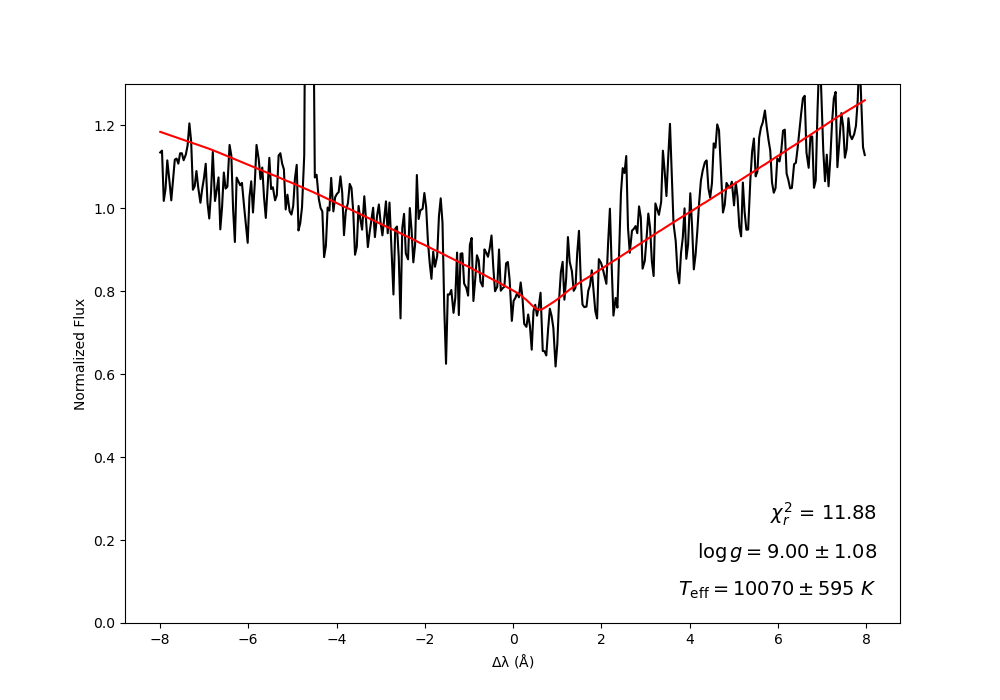 1.2
1.0
0.8
0.6
0.4
0.2
0.0
Normalized Flux
χ²ᵣ = 11.88
log g = 9.00 ± 1.08
T_eff = 10070 ± 595 K
−8 −6 −4 −2 0 2 4 6 8
Δλ (Å)